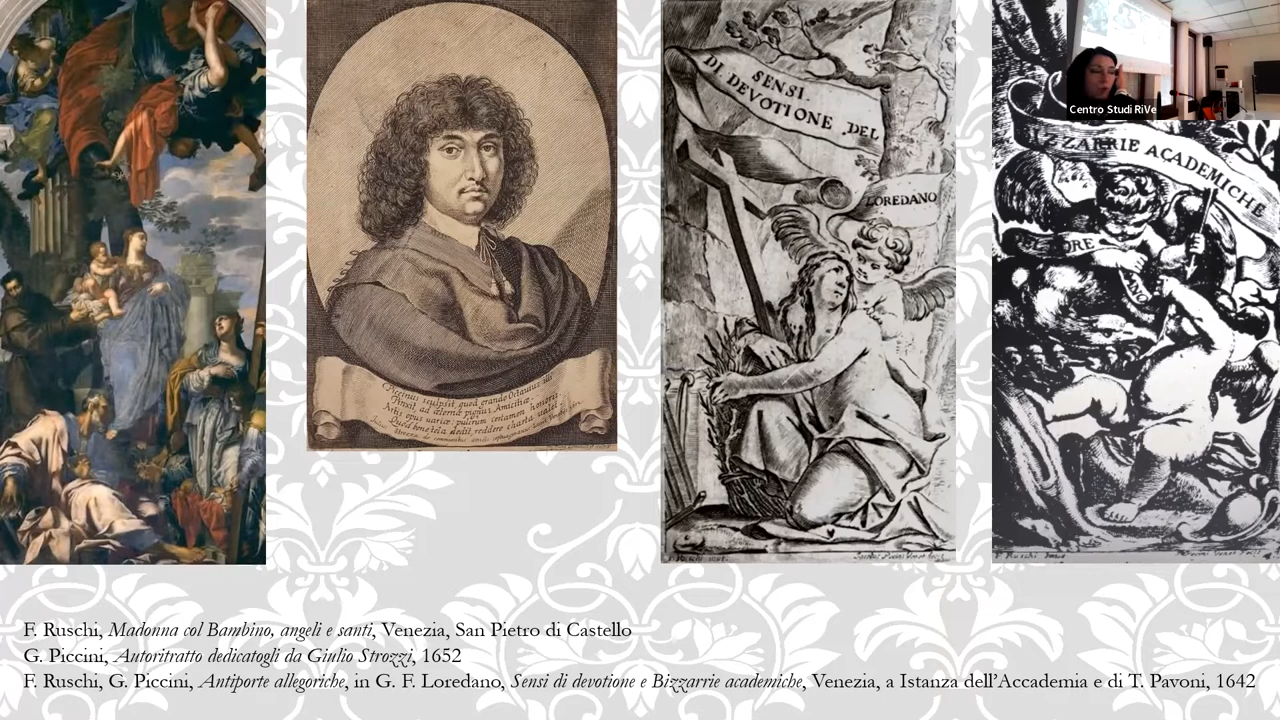 SENSI
DI DEVOTIONE DEL
LOREDANO
Centro Studi RiVe
BIZZARRIE ACADEMICHE
F. Ruschi, Madonna col Bambino, angeli e santi, Venezia, San Pietro di Castello
G. Piccini, Autoritratto dedicatogli da Giulio Strozzi, 1652
F. Ruschi, G. Piccini, Antiporte allegoriche, in G. F. Loredano, Sensi di devotione e Bizzarrie academiche, Venezia, a Istanza dell’Accademia e di T. Pavoni, 1642